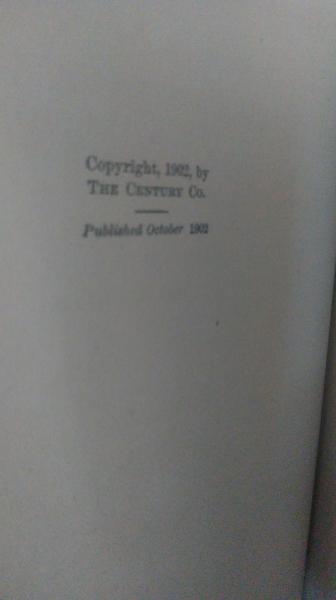 Copyright, 1902, by
THE CENTURY CO.
Published October 1902